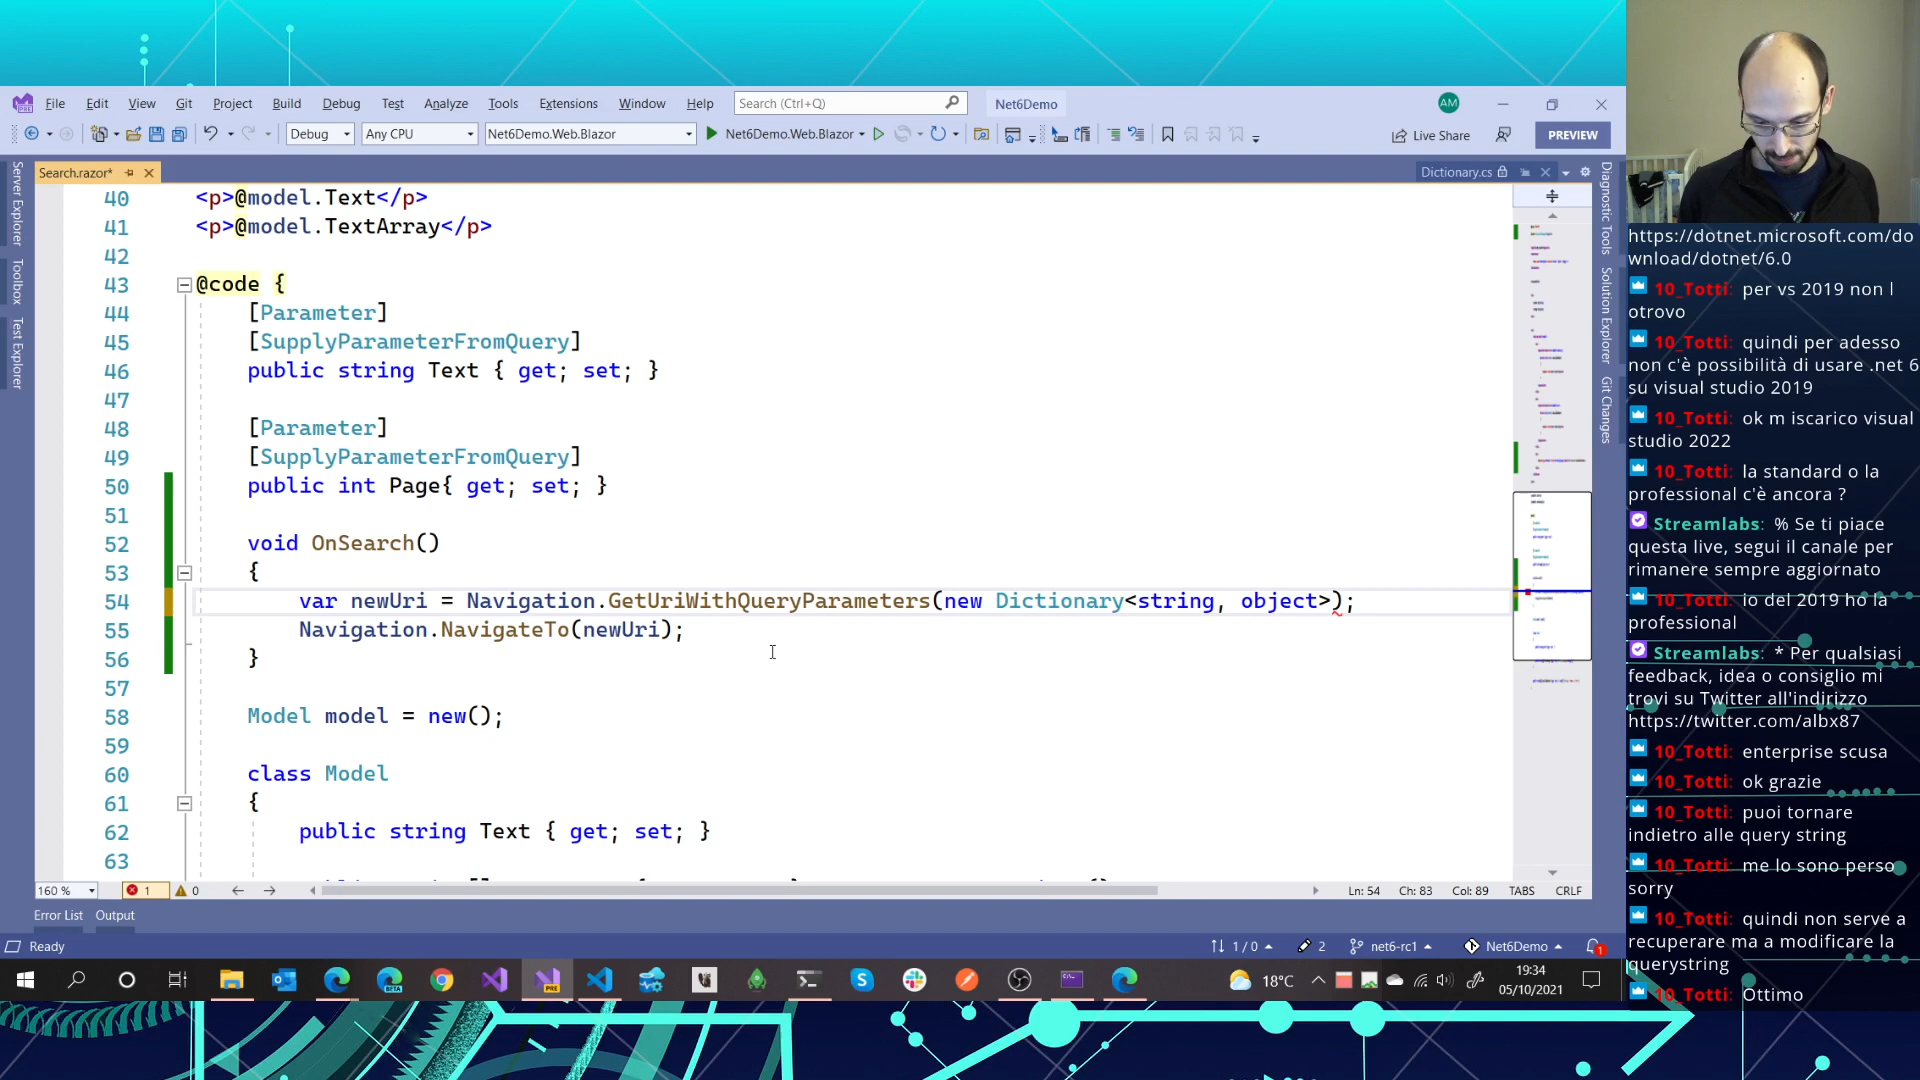 File Edit View Git Project Build Debug Test Analyze Tools Extensions Window Help Search (Ctrl+Q) Net6Demo AM
Debug Any CPU Net6Demo.Web.Blazor Net6Demo.Web.Blazor Live Share PREVIEW
Search.razor* Dictionary.cs
Server Explorer
Toolbox
Test Explorer
40 <p>@model.Text</p>
41 <p>@model.TextArray</p>
42
43 @code {
44 [Parameter]
45 [SupplyParameterFromQuery]
46 public string Text { get; set; }
47
48 [Parameter]
49 [SupplyParameterFromQuery]
50 public int Page{ get; set; }
51
52 void OnSearch()
53 {
54 var newUri = Navigation.GetUriWithQueryParameters(new Dictionary<string, object>);
55 Navigation.NavigateTo(newUri);
56 }
57
58 Model model = new();
59
60 class Model
61 {
62 public string Text { get; set; }
63
160 % 1 0 Ln: 54 Ch: 83 Col: 89 TABS CRLF
Error List Output
Ready 1 / 0 2 net6-rc1 Net6Demo 1
Diagnostic Tools
Solution Explorer
Git Changes
BETA PRE 18°C 19:34
05/10/2021
https://dotnet.microsoft.com/do
wnload/dotnet/6.0
10_Totti: per vs 2019 non l
otrovo
10_Totti: quindi per adesso
non c'è possibilità di usare .net 6
su visual studio 2019
10_Totti: ok m iscarico visual
studio 2022
10_Totti: la standard o la
professional c'è ancora ?
Streamlabs: % Se ti piace
questa live, segui il canale per
rimanere sempre aggiornato
10_Totti: io del 2019 ho la
professional
Streamlabs: * Per qualsiasi
feedback, idea o consiglio mi
trovi su Twitter all'indirizzo
https://twitter.com/albx87
10_Totti: enterprise scusa
10_Totti: ok grazie
10_Totti: puoi tornare
indietro alle query string
10_Totti: me lo sono perso
sorry
10_Totti: quindi non serve a
recuperare ma a modificare la
querystring
10_Totti: Ottimo